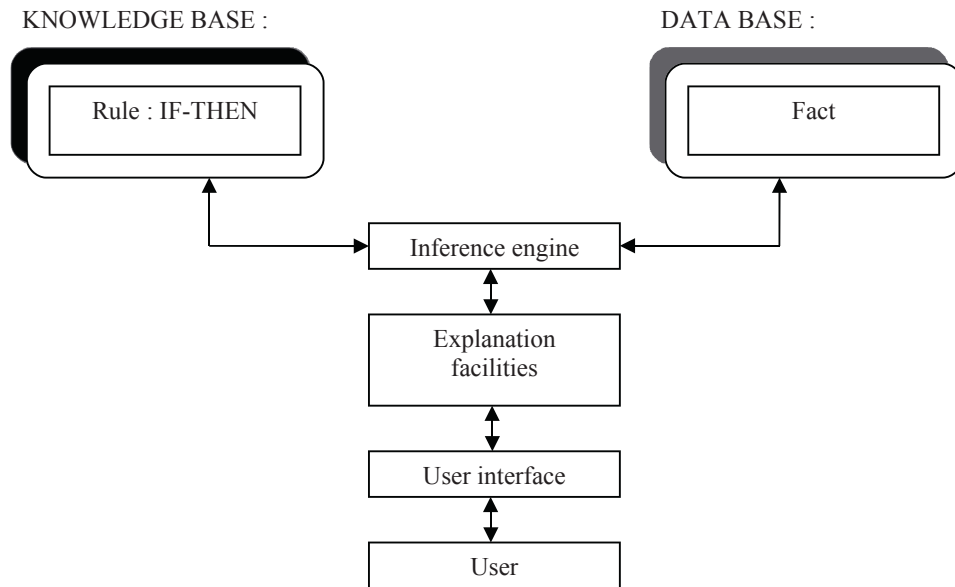 KNOWLEDGE BASE :
DATA BASE :
Rule : IF-THEN
Fact
Inference engine
Explanation
facilities
User interface
User